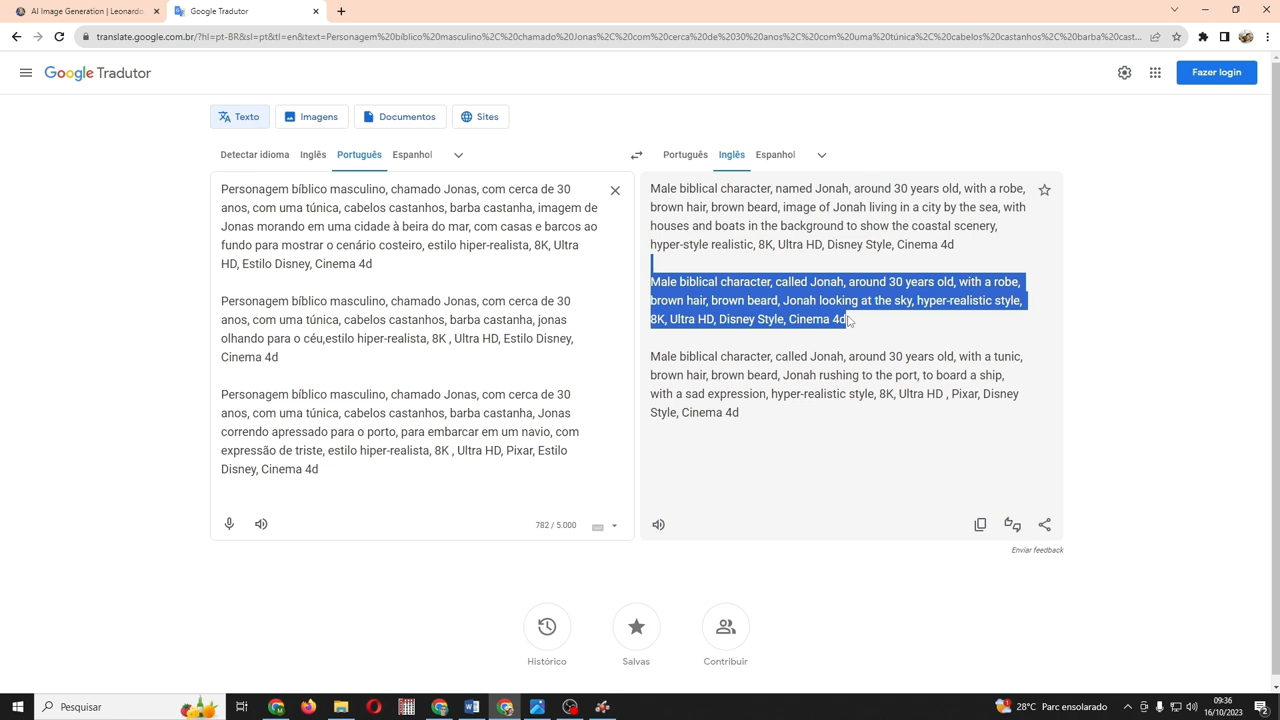 AI Image Generation | Leonardo
Google Tradutor
translate.google.com.br/?hl=pt-BR&sl=pt&tl=en&text=Personagem%20bíblico%20masculino%2C%20chamado%20Jonas%2C%20com%20cerca%20de%2030%20anos%2C%20com%20uma%20túnica%2C%20cabelos%20castanhos%2C%20barba%20cast...
Google Tradutor
Fazer login
Texto
Imagens
Documentos
Sites
Detectar idioma Inglês Português Espanhol
Português Inglês Espanhol
Personagem bíblico masculino, chamado Jonas, com cerca de 30
anos, com uma túnica, cabelos castanhos, barba castanha, imagem de
Jonas morando em uma cidade à beira do mar, com casas e barcos ao
fundo para mostrar o cenário costeiro, estilo hiper-realista, 8K, Ultra
HD, Estilo Disney, Cinema 4d
Personagem bíblico masculino, chamado Jonas, com cerca de 30
anos, com uma túnica, cabelos castanhos, barba castanha, jonas
olhando para o céu,estilo hiper-realista, 8K , Ultra HD, Estilo Disney,
Cinema 4d
Personagem bíblico masculino, chamado Jonas, com cerca de 30
anos, com uma túnica, cabelos castanhos, barba castanha, Jonas
correndo apressado para o porto, para embarcar em um navio, com
expressão de triste, estilo hiper-realista, 8K , Ultra HD, Pixar, Estilo
Disney, Cinema 4d
782 / 5.000
Male biblical character, named Jonah, around 30 years old, with a robe,
brown hair, brown beard, image of Jonah living in a city by the sea, with
houses and boats in the background to show the coastal scenery,
hyper-style realistic, 8K, Ultra HD, Disney Style, Cinema 4d
Male biblical character, called Jonah, around 30 years old, with a robe,
brown hair, brown beard, Jonah looking at the sky, hyper-realistic style,
8K, Ultra HD, Disney Style, Cinema 4d
Male biblical character, called Jonah, around 30 years old, with a tunic,
brown hair, brown beard, Jonah rushing to the port, to board a ship,
with a sad expression, hyper-realistic style, 8K, Ultra HD , Pixar, Disney
Style, Cinema 4d
Enviar feedback
Histórico
Salvas
Contribuir
Pesquisar
28°C Parc ensolarado
09:36
16/10/2023